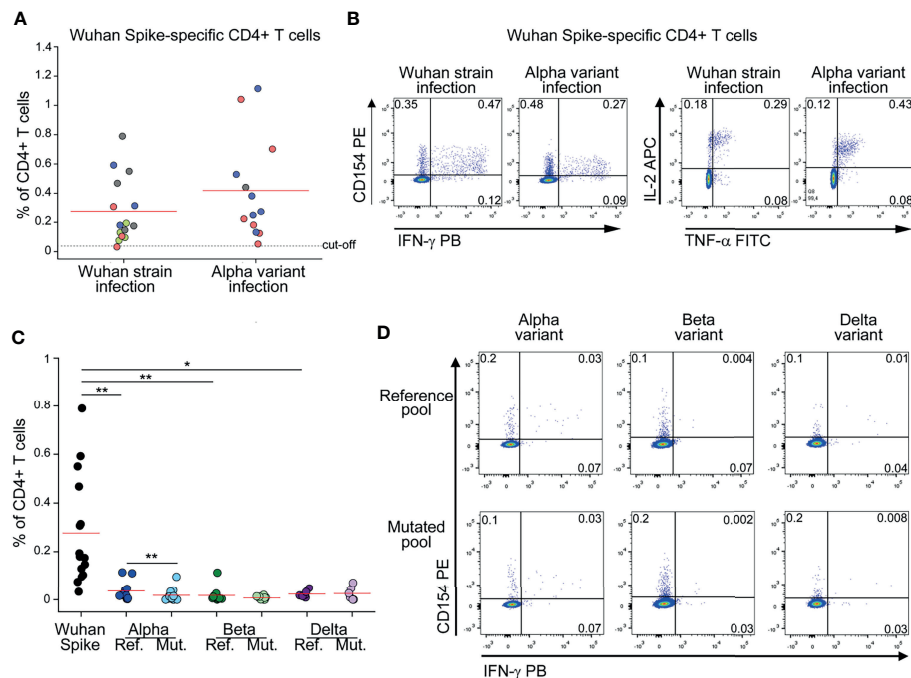 A
Wuhan Spike-specific CD4+ T cells
% of CD4+ T cells
1.4
1.2
1
0.8
0.6
0.4
0.2
0
cut-off
Wuhan strain
infection
Alpha variant
infection
B
Wuhan Spike-specific CD4+ T cells
Wuhan strain
infection
Alpha variant
infection
Wuhan strain
infection
Alpha variant
infection
0.35 0.47
0.12
0.48 0.27
0.09
0.18 0.29
0.08
0.12 0.43
0.08
CD154 PE
IFN-γ PB
IL-2 APC
TNF-α FITC
C
% of CD4+ T cells
1
0.8
0.6
0.4
0.2
0
*
**
**
**
Wuhan
Spike
Alpha
Ref. Mut.
Beta
Ref. Mut.
Delta
Ref. Mut.
D
Alpha
variant
Beta
variant
Delta
variant
Reference
pool
0.2 0.03
0.07
0.1 0.004
0.07
0.1 0.01
0.04
Mutated
pool
0.1 0.03
0.07
0.2 0.002
0.03
0.2 0.008
0.03
CD154 PE
IFN-γ PB